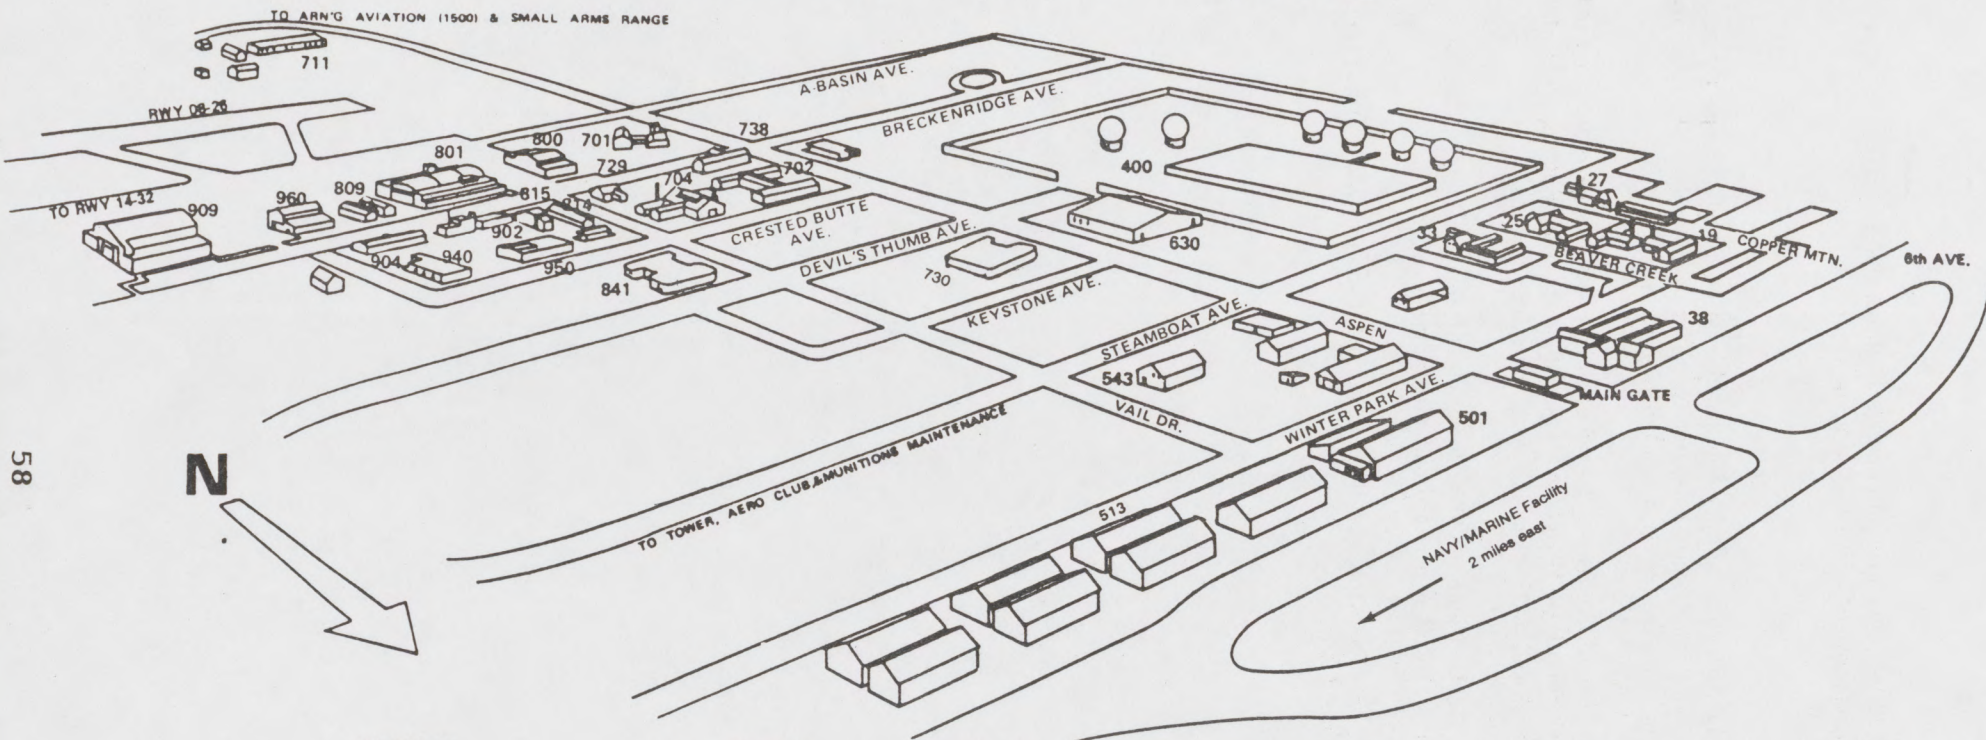 TO ARN'G AVIATION (1500) & SMALL ARMS RANGE
711
RWY 08-26
A-BASIN AVE.
BRECKENRIDGE AVE.
738
701
800
801
729
702
704
400
27
TO RWY 14-32
909
960
809
815
814
902
904
940
950
841
CRESTED BUTTE
AVE.
DEVIL'S THUMB AVE.
730
630
33
25
19
BEAVER CREEK
COPPER MTN.
6th AVE.
KEYSTONE AVE.
STEAMBOAT AVE.
ASPEN
38
543
VAIL DR.
WINTER PARK AVE.
MAIN GATE
501
TO TOWER, AERO CLUB,&MUNITIONS MAINTENANCE
513
NAVY/MARINE Facility
2 miles east
N
58